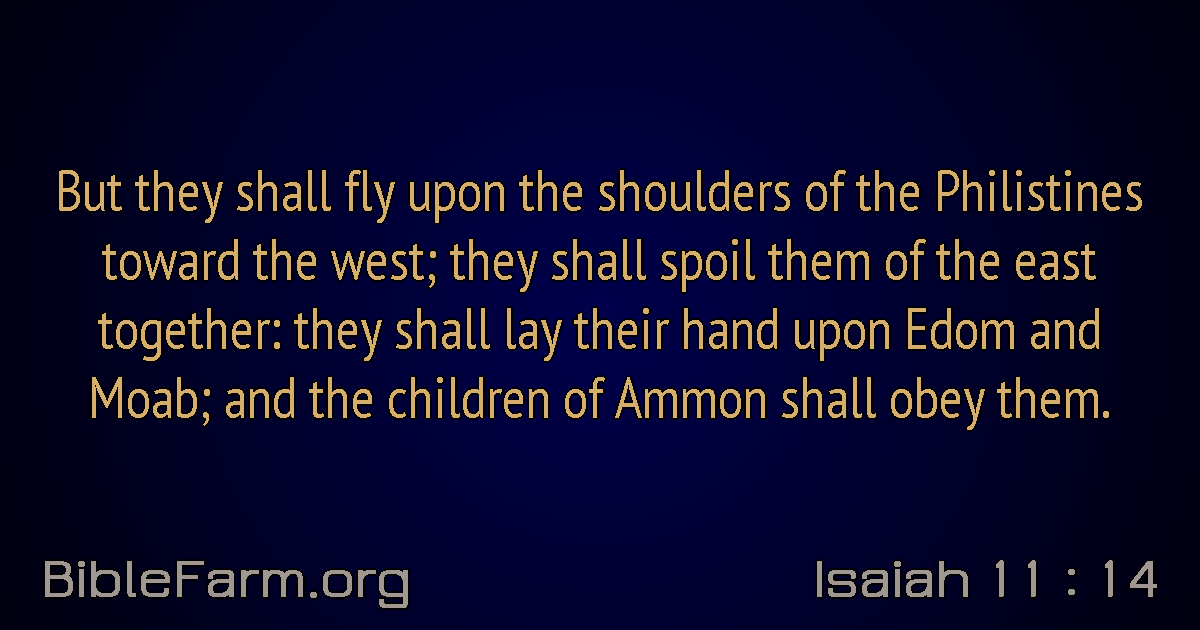 But they shall fly upon the shoulders of the Philistines
toward the west; they shall spoil them of the east
together: they shall lay their hand upon Edom and
Moab; and the children of Ammon shall obey them.
BibleFarm.org
Isaiah 11 : 14